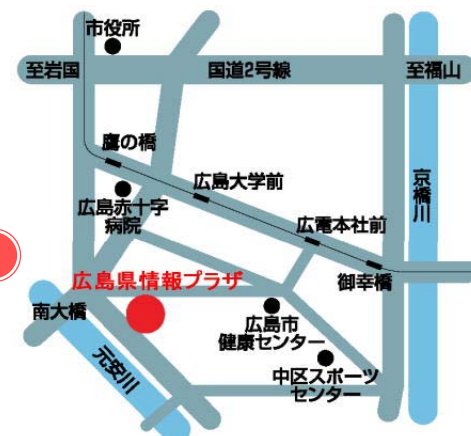 市役所
至岩国
国道2号線
至福山
鷹の橋
広島大学前
京橋川
広島赤十字
病院
広電本社前
御幸橋
広島県情報プラザ
南大橋
広島市
健康センター
元安川
中区スポーツ
センター